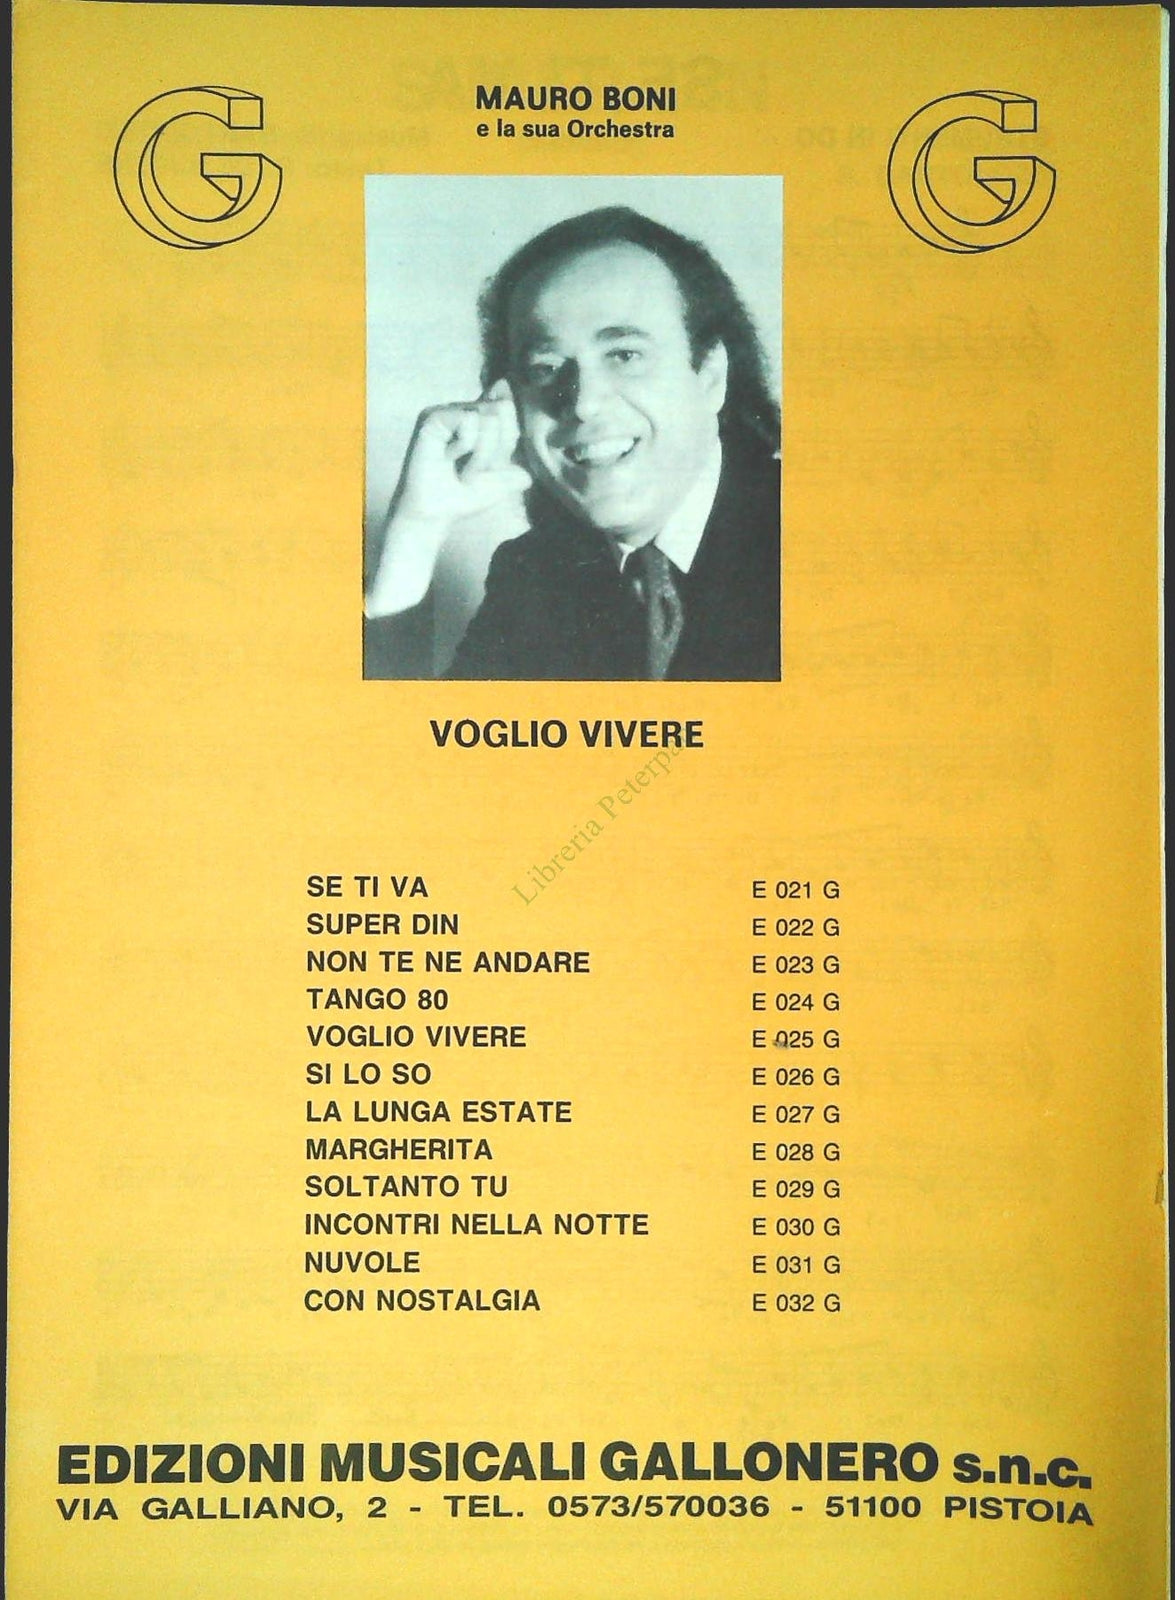 MAURO BONI
e la sua Orchestra
VOGLIO VIVERE
SE TI VA E 021 G
SUPER DIN E 022 G
NON TE NE ANDARE E 023 G
TANGO 80 E 024 G
VOGLIO VIVERE E 025 G
SI LO SO E 026 G
LA LUNGA ESTATE E 027 G
MARGHERITA E 028 G
SOLTANTO TU E 029 G
INCONTRI NELLA NOTTE E 030 G
NUVOLE E 031 G
CON NOSTALGIA E 032 G
EDIZIONI MUSICALI GALLONERO s.n.c.
VIA GALLIANO, 2 - TEL. 0573/570036 - 51100 PISTOIA
Libreria Peterpa